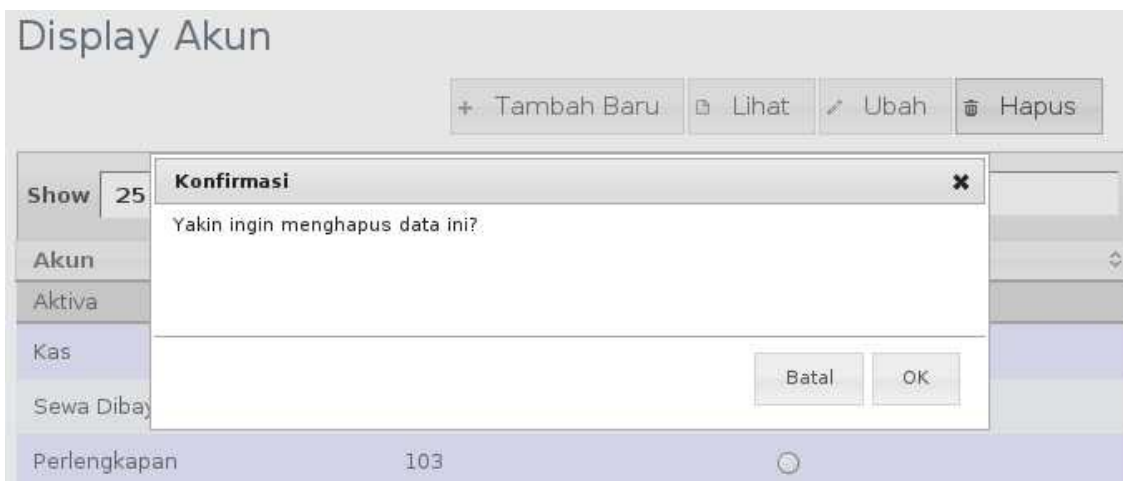 Display Akun
+ Tambah Baru Lihat Ubah Hapus
Show 25
Konfirmasi
Yakin ingin menghapus data ini?
Akun
Aktiva
Kas
Batal OK
Sewa Dibay
Perlengkapan 103